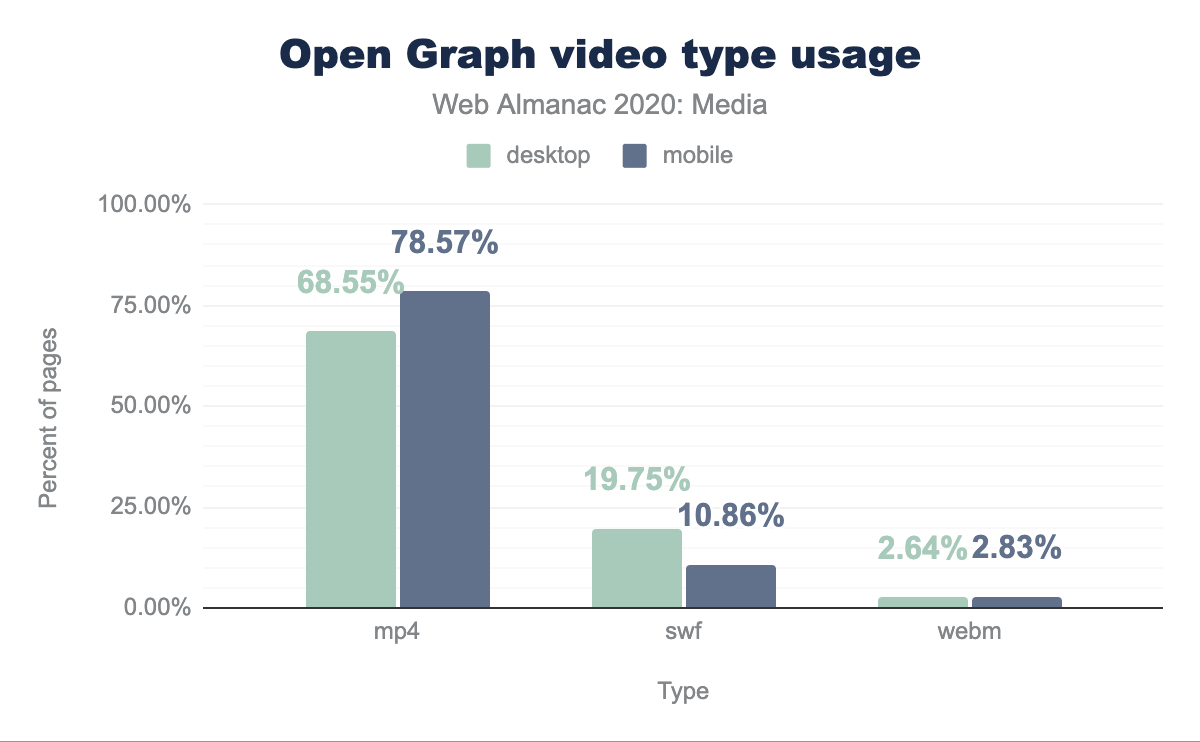 Open Graph video type usage
Web Almanac 2020: Media
desktop mobile
100.00%
75.00%
50.00%
25.00%
0.00%
Percent of pages
68.55%
78.57%
19.75%
10.86%
2.64%
2.83%
mp4 swf webm
Type